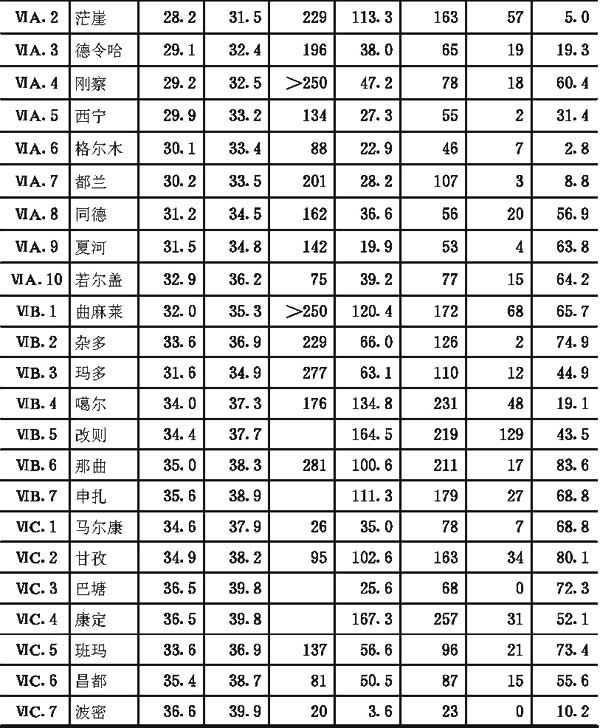 ⅥA.2 茫崖 28.2 31.5 229 113.3 163 57 5.0
ⅥA.3 德令哈 29.1 32.4 196 38.0 65 19 19.3
ⅥA.4 刚察 29.2 32.5 >250 47.2 78 18 60.4
ⅥA.5 西宁 29.9 33.2 134 27.3 55 2 31.4
ⅥA.6 格尔木 30.1 33.4 88 22.9 46 7 2.8
ⅥA.7 都兰 30.2 33.5 201 28.2 107 3 8.8
ⅥA.8 同德 31.2 34.5 162 36.6 56 20 56.9
ⅥA.9 夏河 31.5 34.8 142 19.9 53 4 63.8
ⅥA.10 若尔盖 32.9 36.2 75 39.2 77 15 64.2
ⅥB.1 曲麻莱 32.0 35.3 >250 120.4 172 68 65.7
ⅥB.2 杂多 33.6 36.9 229 66.0 126 2 74.9
ⅥB.3 玛多 31.6 34.9 277 63.1 110 12 44.9
ⅥB.4 噶尔 34.0 37.3 176 134.8 231 48 19.1
ⅥB.5 改则 34.4 37.7 164.5 219 129 43.5
ⅥB.6 那曲 35.0 38.3 281 100.6 211 17 83.6
ⅥB.7 申扎 35.6 38.9 111.3 179 27 68.8
ⅥC.1 马尔康 34.6 37.9 26 35.0 78 7 68.8
ⅥC.2 甘孜 34.9 38.2 95 102.6 163 34 80.1
ⅥC.3 巴塘 36.5 39.8 25.6 68 0 72.3
ⅥC.4 康定 36.5 39.8 167.3 257 31 52.1
ⅥC.5 班玛 33.6 36.9 137 56.6 96 21 73.4
ⅥC.6 昌都 35.4 38.7 81 50.5 87 15 55.6
ⅥC.7 波密 36.6 39.9 20 3.6 23 0 10.2